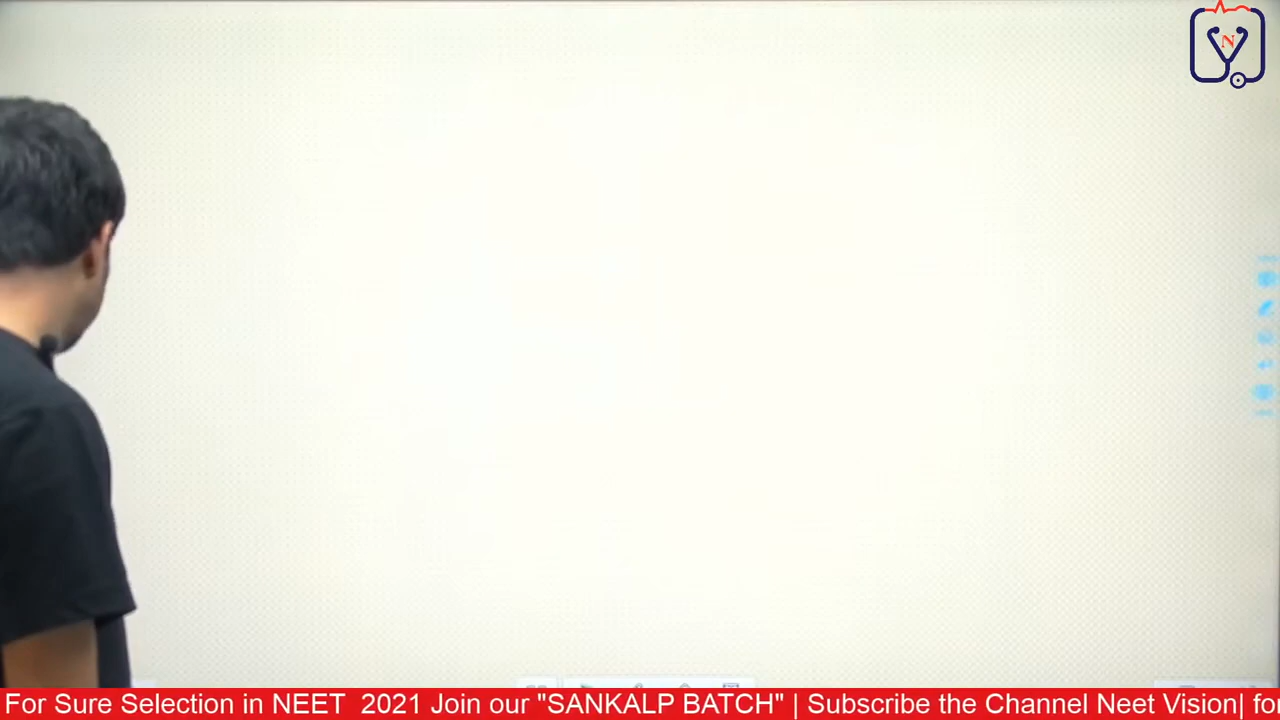 N
For Sure Selection in NEET 2021 Join our "SANKALP BATCH" | Subscribe the Channel Neet Vision| fo